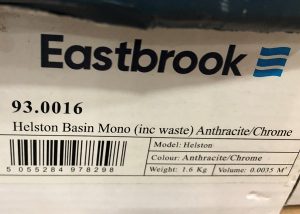 Eastbrook
93.0016
Helston Basin Mono (inc waste) Anthracite/Chrome
Model: Helston
Colour: Anthracite/Chrome
Weight: 1.6 Kg Volume: 0.0035 M³
5 055284 978298